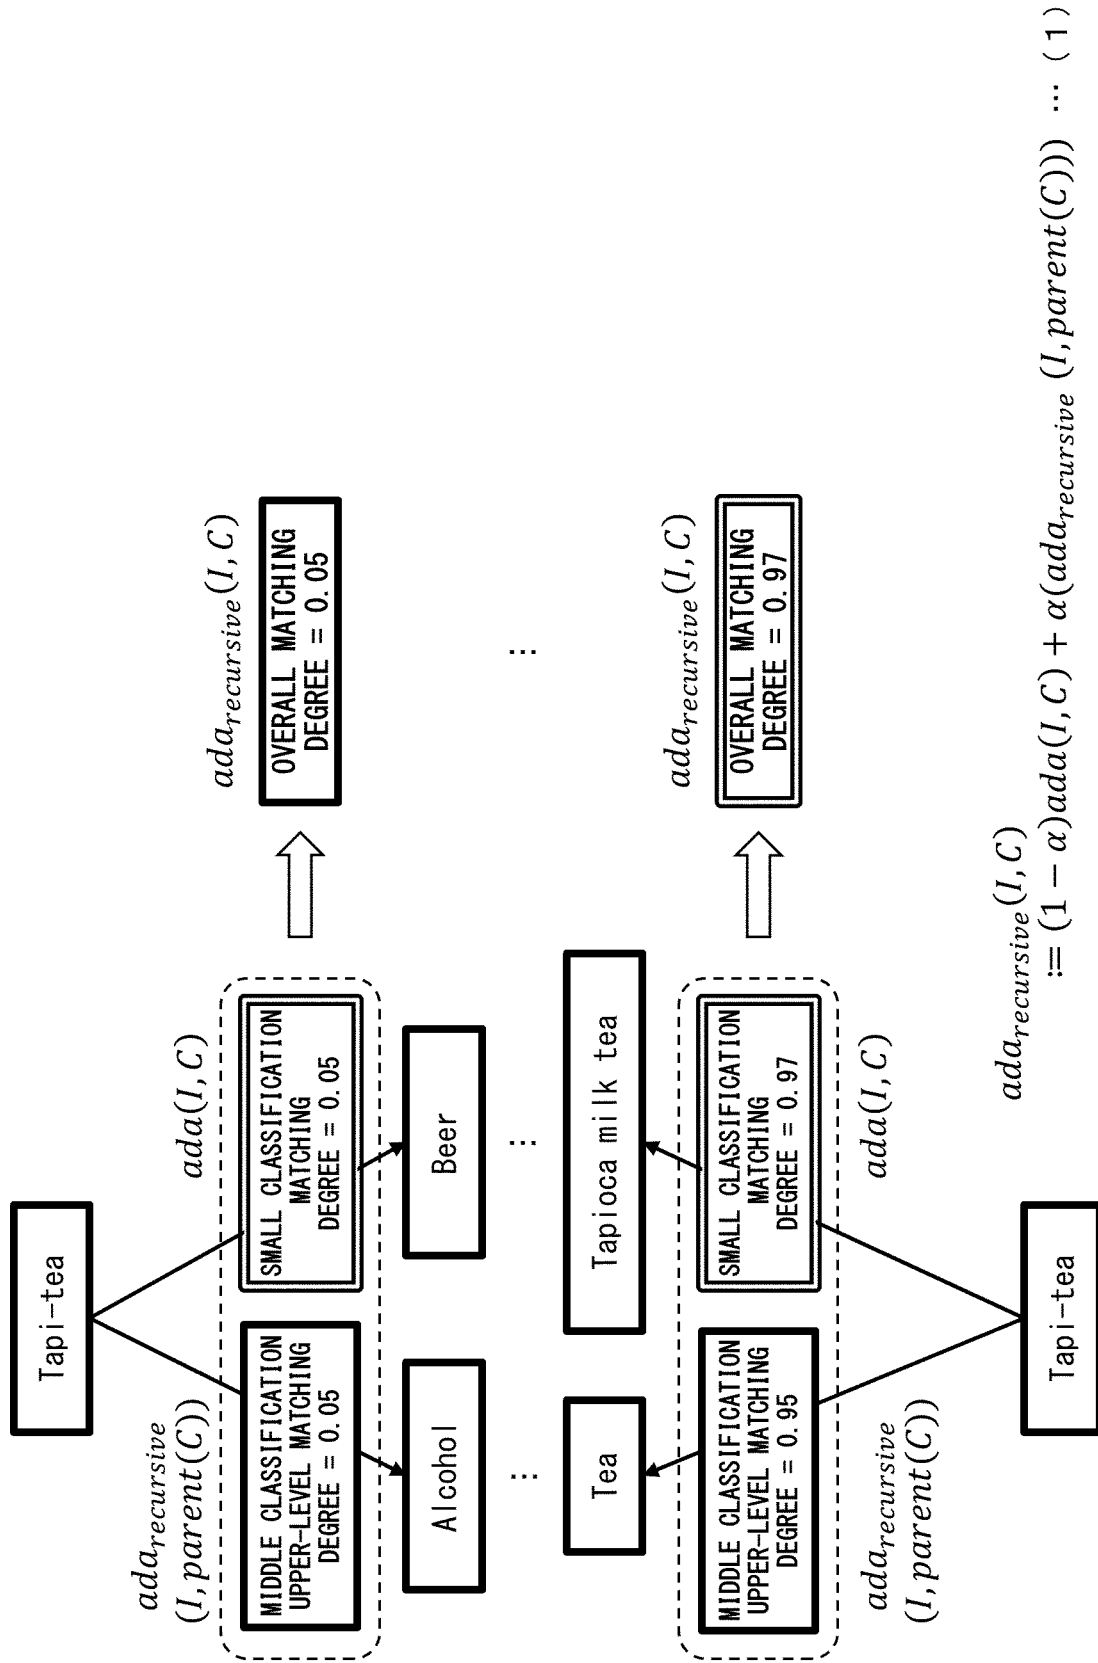 Tapi-tea
ada_recursive
(I, parent(C))
ada(I, C)
ada_recursive(I, C)
MIDDLE CLASSIFICATION
UPPER-LEVEL MATCHING
DEGREE = 0.05
SMALL CLASSIFICATION
MATCHING
DEGREE = 0.05
OVERALL MATCHING
DEGREE = 0.05
Alcohol
Beer
...
...
...
Tea
Tapioca milk tea
ada_recursive(I, C)
MIDDLE CLASSIFICATION
UPPER-LEVEL MATCHING
DEGREE = 0.95
SMALL CLASSIFICATION
MATCHING
DEGREE = 0.97
OVERALL MATCHING
DEGREE = 0.97
ada_recursive
(I, parent(C))
ada(I, C)
Tapi-tea
ada_recursive(I, C)
:= (1 − α)ada(I, C) + α(ada_recursive (I, parent(C))) ... (1)